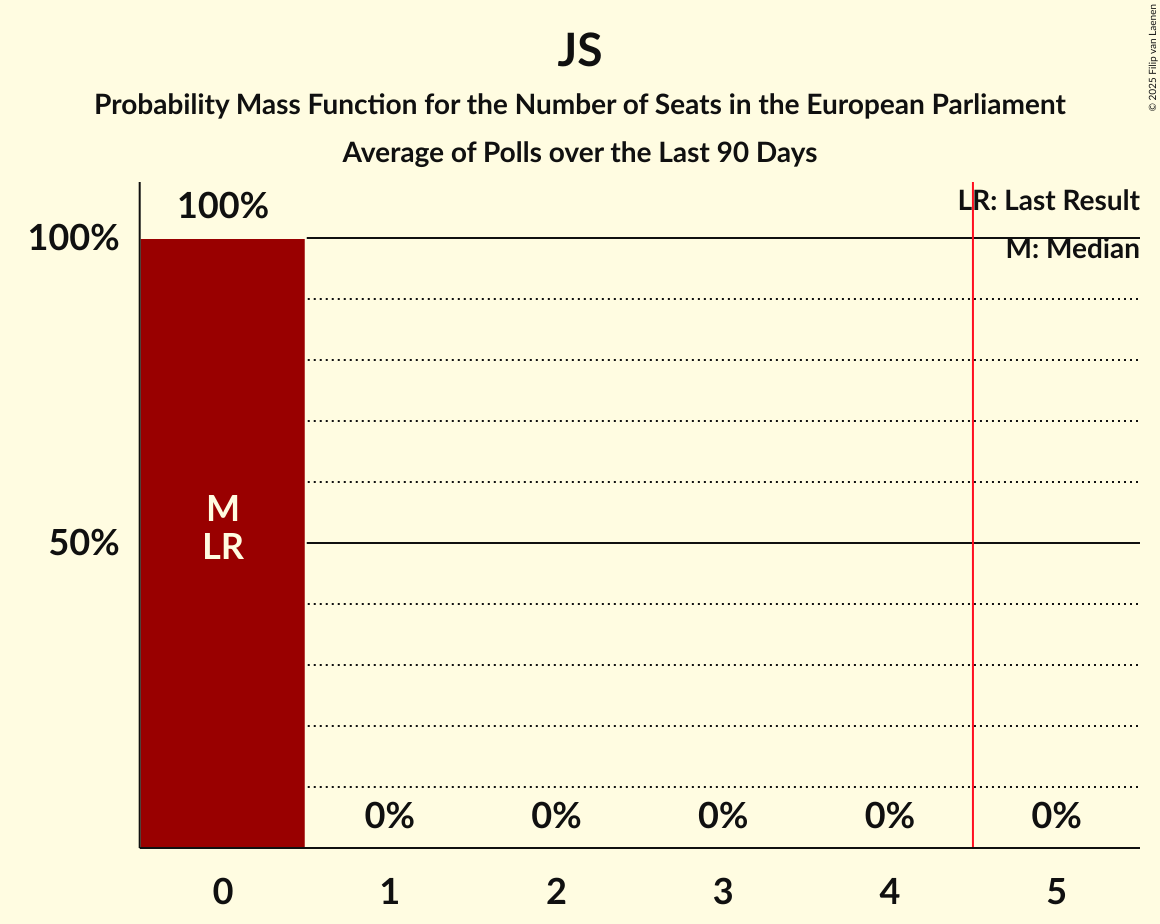 JS
Probability Mass Function for the Number of Seats in the European Parliament
Average of Polls over the Last 90 Days
© 2025 Filip van Laenen
LR: Last Result
M: Median
100%
100%
50%
M
LR
0%
0%
0%
0%
0%
0
1
2
3
4
5